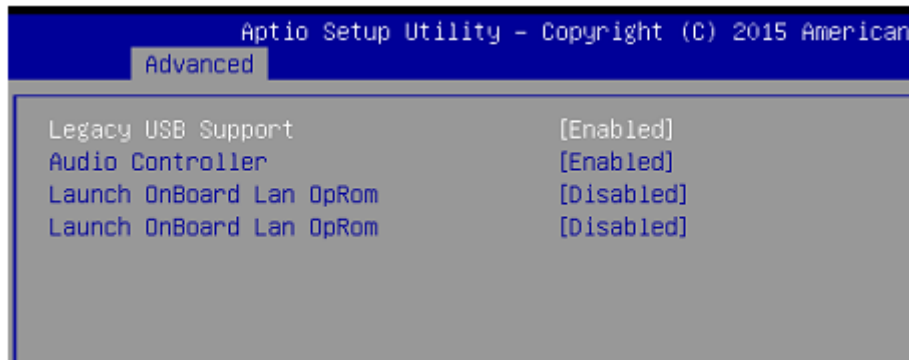 Aptio Setup Utility – Copyright (C) 2015 American
Advanced
Legacy USB Support [Enabled]
Audio Controller [Enabled]
Launch OnBoard Lan OpRom [Disabled]
Launch OnBoard Lan OpRom [Disabled]